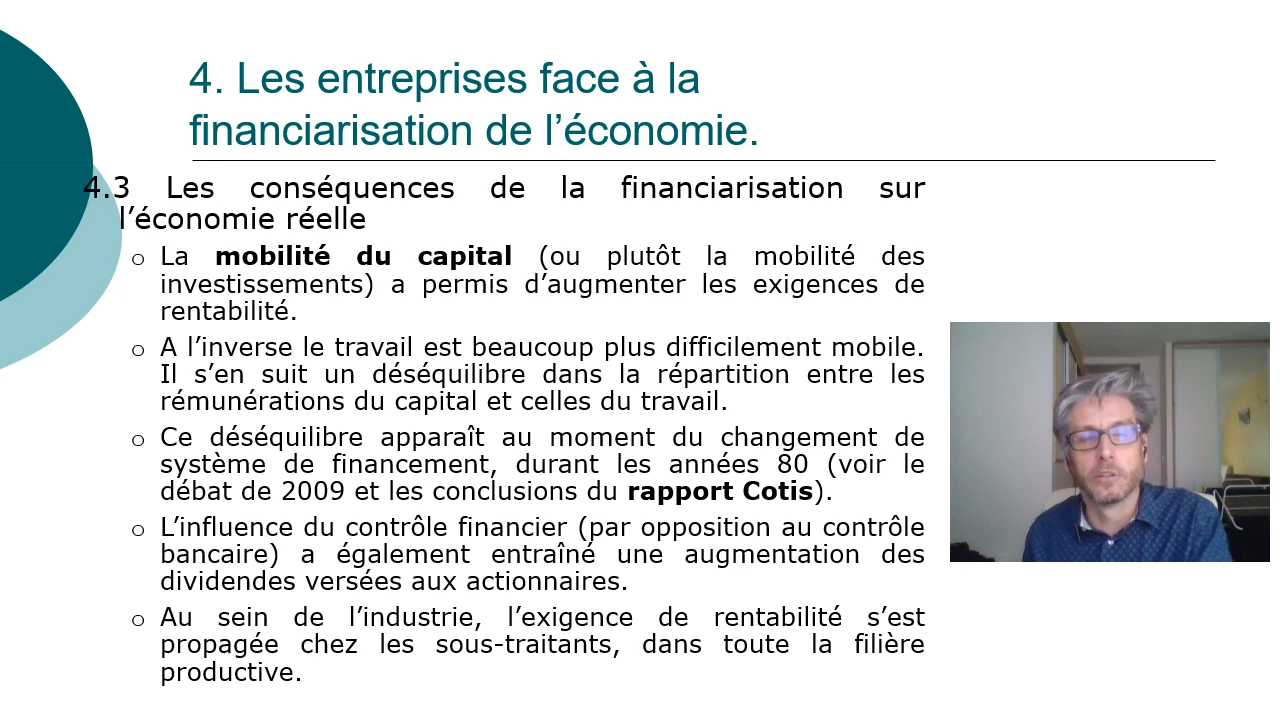 4. Les entreprises face à la
financiarisation de l’économie.
4.3 Les conséquences de la financiarisation sur
l’économie réelle
o La mobilité du capital (ou plutôt la mobilité des
investissements) a permis d’augmenter les exigences de
rentabilité.
o A l’inverse le travail est beaucoup plus difficilement mobile.
Il s’en suit un déséquilibre dans la répartition entre les
rémunérations du capital et celles du travail.
o Ce déséquilibre apparaît au moment du changement de
système de financement, durant les années 80 (voir le
débat de 2009 et les conclusions du rapport Cotis).
o L’influence du contrôle financier (par opposition au contrôle
bancaire) a également entraîné une augmentation des
dividendes versées aux actionnaires.
o Au sein de l’industrie, l’exigence de rentabilité s’est
propagée chez les sous-traitants, dans toute la filière
productive.